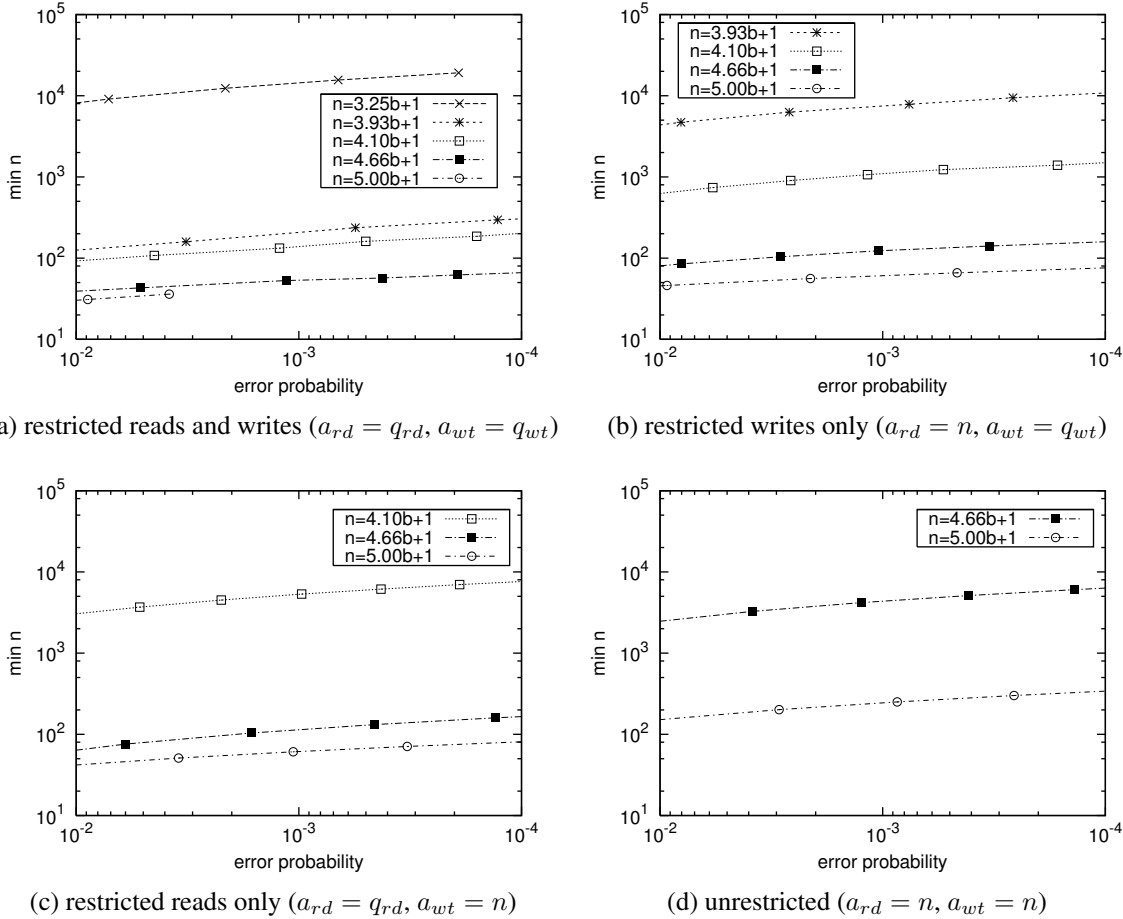 10^5
10^4
10^3
10^2
10^1
min n
n=3.25b+1
n=3.93b+1
n=4.10b+1
n=4.66b+1
n=5.00b+1
10^-2 10^-3 10^-4
error probability
a) restricted reads and writes (a_rd = q_rd, a_wt = q_wt)
10^5
10^4
10^3
10^2
10^1
min n
n=3.93b+1
n=4.10b+1
n=4.66b+1
n=5.00b+1
10^-2 10^-3 10^-4
error probability
(b) restricted writes only (a_rd = n, a_wt = q_wt)
10^5
10^4
10^3
10^2
10^1
min n
n=4.10b+1
n=4.66b+1
n=5.00b+1
10^-2 10^-3 10^-4
error probability
(c) restricted reads only (a_rd = q_rd, a_wt = n)
10^5
10^4
10^3
10^2
10^1
min n
n=4.66b+1
n=5.00b+1
10^-2 10^-3 10^-4
error probability
(d) unrestricted (a_rd = n, a_wt = n)